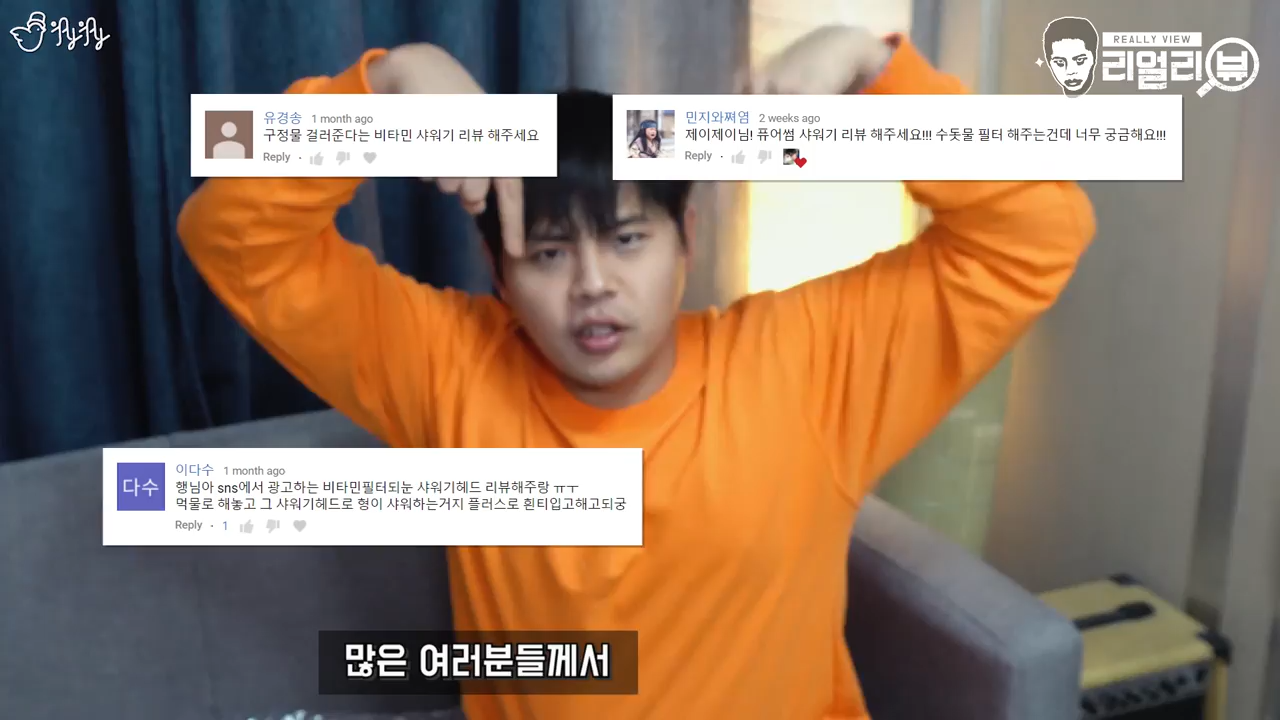 REALLY VIEW
리얼리뷰
유경송 1 month ago
구정물 걸러준다는 비타민 샤워기 리뷰 해주세요
Reply
민지와쪄염 2 weeks ago
제이제이님! 퓨어썸 샤워기 리뷰 해주세요!!! 수돗물 필터 해주는건데 너무 궁금해요!!!
Reply
다수
이다수 1 month ago
행님아 sns에서 광고하는 비타민필터되눈 샤워기헤드 리뷰해주랑 ㅠㅜ
먹물로 해놓고 그 샤워기헤드로 형이 샤워하는거지 플러스로 흰티입고해고되궁
Reply · 1
많은 여러분들께서